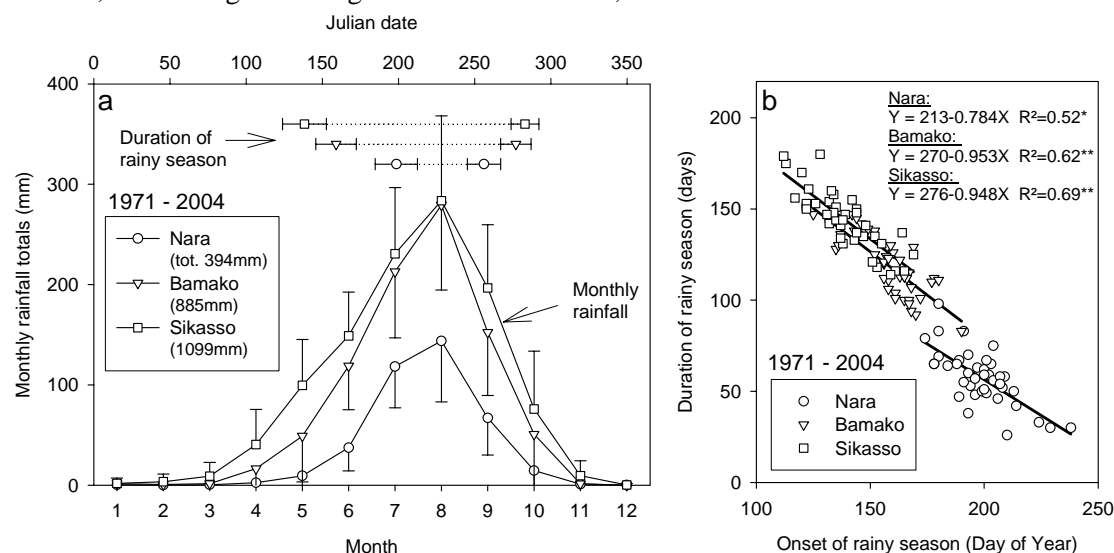 Julian date
0 50 100 150 200 250 300 350
400
300
200
100
0
Monthly rainfall totals (mm)
a
Duration of
rainy season
1971 - 2004
Nara
(tot. 394mm)
Bamako
(885mm)
Sikasso
(1099mm)
Monthly
rainfall
1 2 3 4 5 6 7 8 9 10 11 12
Month
b
Nara:
Y = 213-0.784X R²=0.52*
Bamako:
Y = 270-0.953X R²=0.62**
Sikasso:
Y = 276-0.948X R²=0.69**
200
150
100
50
0
Duration of rainy season (days)
1971 - 2004
Nara
Bamako
Sikasso
100 150 200 250
Onset of rainy season (Day of Year)